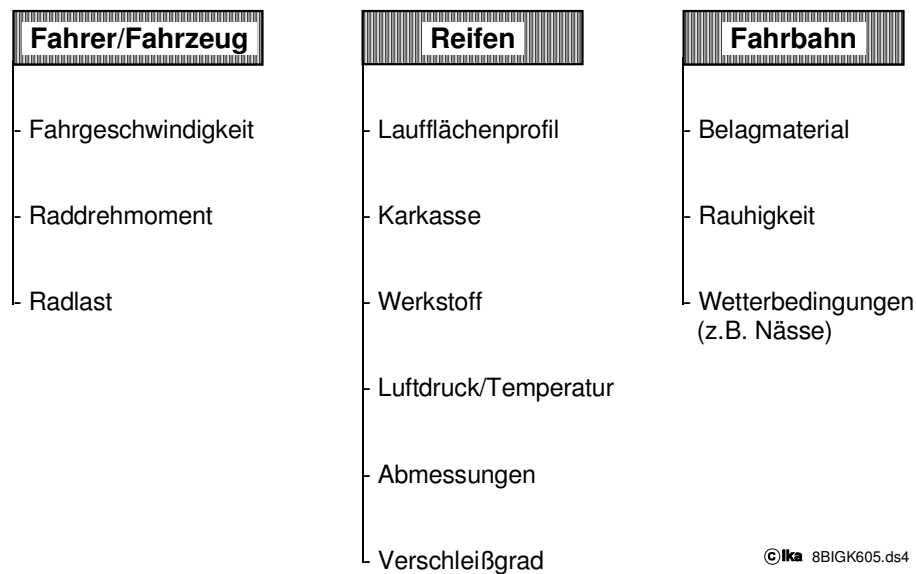 Fahrer/Fahrzeug
- Fahrgeschwindigkeit
- Raddrehmoment
- Radlast
Reifen
- Laufflächenprofil
- Karkasse
- Werkstoff
- Luftdruck/Temperatur
- Abmessungen
- Verschleißgrad
Fahrbahn
- Belagmaterial
- Rauhigkeit
- Wetterbedingungen
(z.B. Nässe)
©ika 8BIGK605.ds4